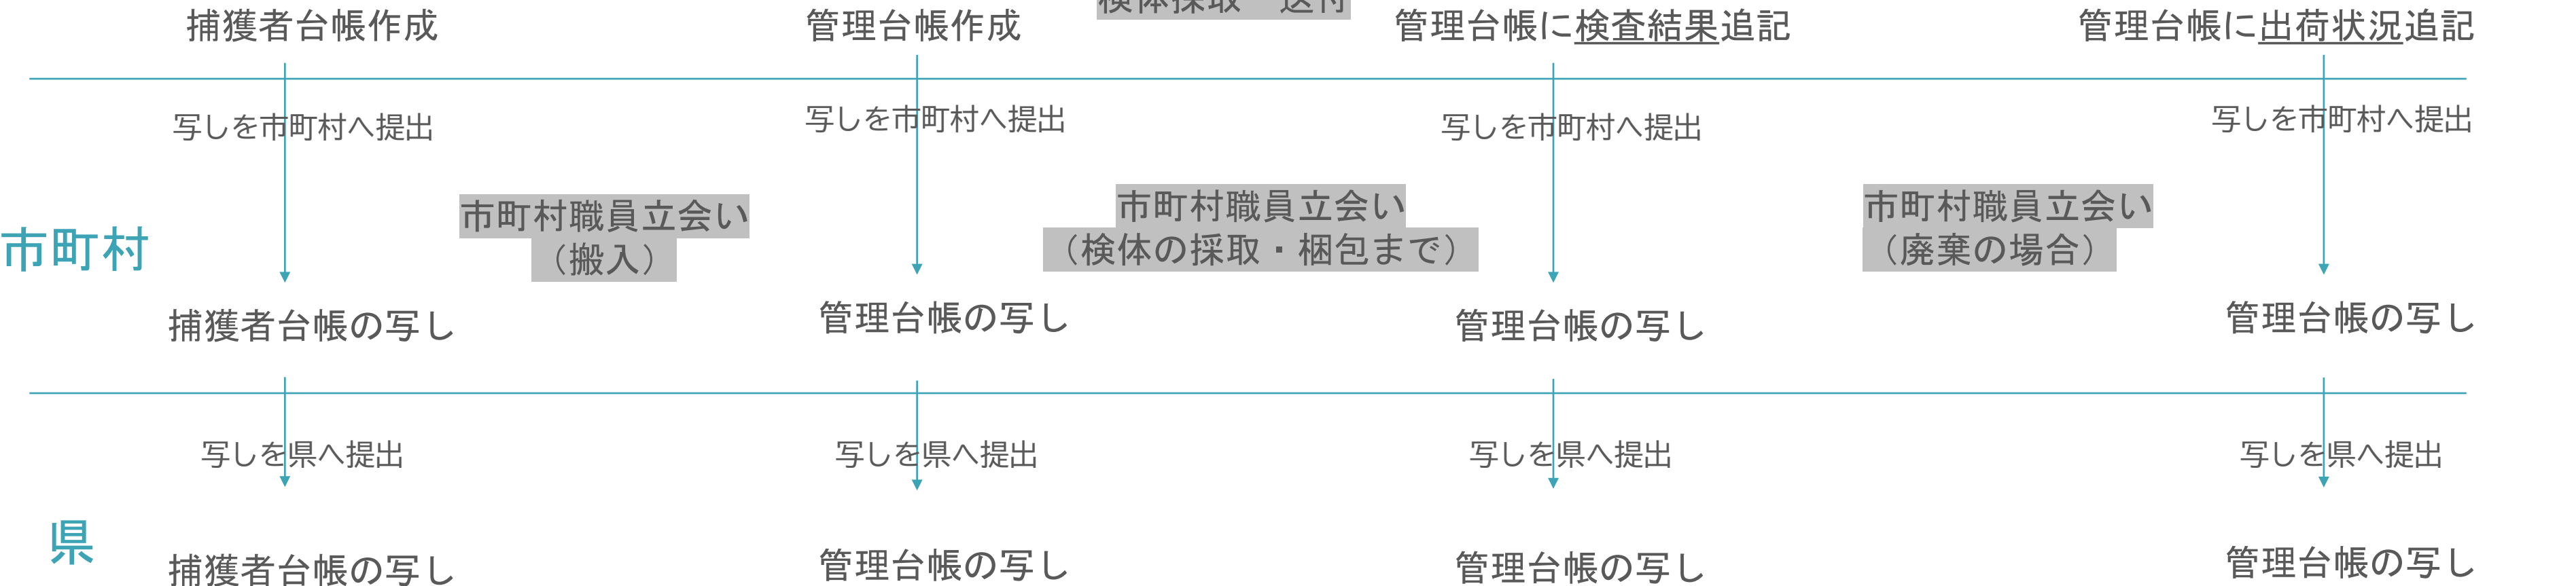 検体採取 送付
捕獲者台帳作成
管理台帳作成
管理台帳に検査結果追記
管理台帳に出荷状況追記
写しを市町村へ提出
写しを市町村へ提出
写しを市町村へ提出
写しを市町村へ提出
市町村
市町村職員立会い
（搬入）
市町村職員立会い
（検体の採取・梱包まで）
市町村職員立会い
（廃棄の場合）
捕獲者台帳の写し
管理台帳の写し
管理台帳の写し
管理台帳の写し
写しを県へ提出
写しを県へ提出
写しを県へ提出
写しを県へ提出
県
捕獲者台帳の写し
管理台帳の写し
管理台帳の写し
管理台帳の写し